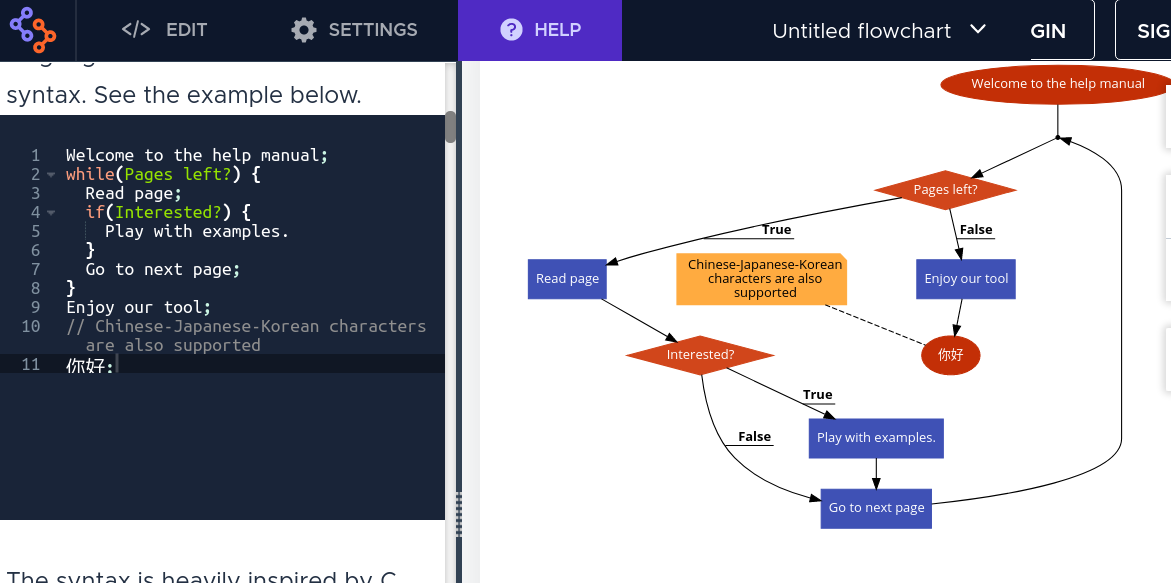 </> EDIT
SETTINGS
? HELP
Untitled flowchart
GIN
SIG
syntax. See the example below.
1 Welcome to the help manual;
2 while(Pages left?) {
3 Read page;
4 if(Interested?) {
5 Play with examples.
6 }
7 Go to next page;
8 }
9 Enjoy our tool;
10 // Chinese-Japanese-Korean characters
are also supported
11 你好;
The syntax is heavily inspired by C
Welcome to the help manual
Pages left?
True
False
Read page
Chinese-Japanese-Korean
characters are also
supported
Enjoy our tool
Interested?
你好
True
False
Play with examples.
Go to next page